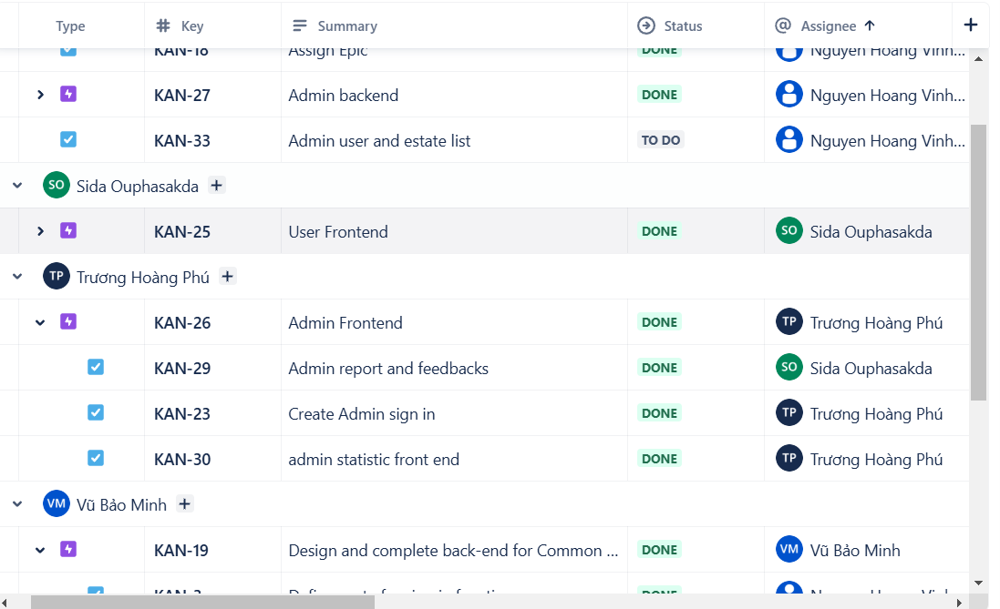 Type # Key Summary Status @ Assignee ↑ +
KAN-18 Assign Epic DONE Nguyen Hoang Vinh...
KAN-27 Admin backend DONE Nguyen Hoang Vinh...
KAN-33 Admin user and estate list TO DO Nguyen Hoang Vinh...
SO Sida Ouphasakda +
KAN-25 User Frontend DONE SO Sida Ouphasakda
TP Trương Hoàng Phú +
KAN-26 Admin Frontend DONE TP Trương Hoàng Phú
KAN-29 Admin report and feedbacks DONE SO Sida Ouphasakda
KAN-23 Create Admin sign in DONE TP Trương Hoàng Phú
KAN-30 admin statistic front end DONE TP Trương Hoàng Phú
VM Vũ Bảo Minh +
KAN-19 Design and complete back-end for Common ... DONE VM Vũ Bảo Minh
DONE